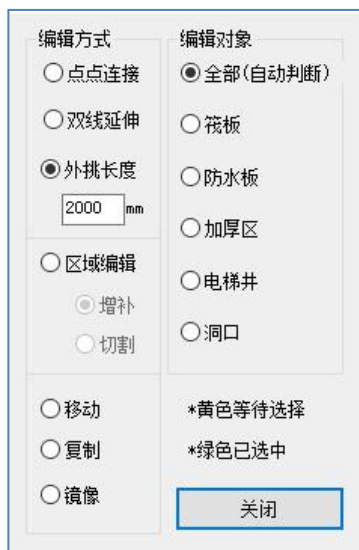 编辑方式
点点连接
双线延伸
外挑长度
2000 mm
区域编辑
增补
切割
移动
复制
镜像
编辑对象
全部(自动判断)
筏板
防水板
加厚区
电梯井
洞口
*黄色等待选择
*绿色已选中
关闭